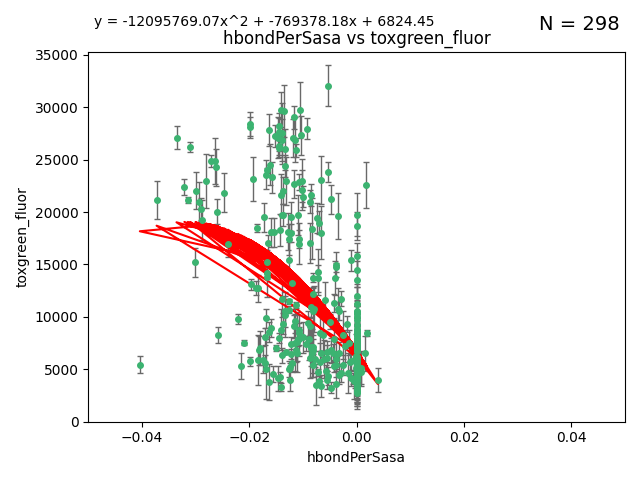 y = -12095769.07x^2 + -769378.18x + 6824.45
N = 298
hbondPerSasa vs toxgreen_fluor
toxgreen_fluor
35000
30000
25000
20000
15000
10000
5000
0
−0.04
−0.02
0.00
0.02
0.04
hbondPerSasa